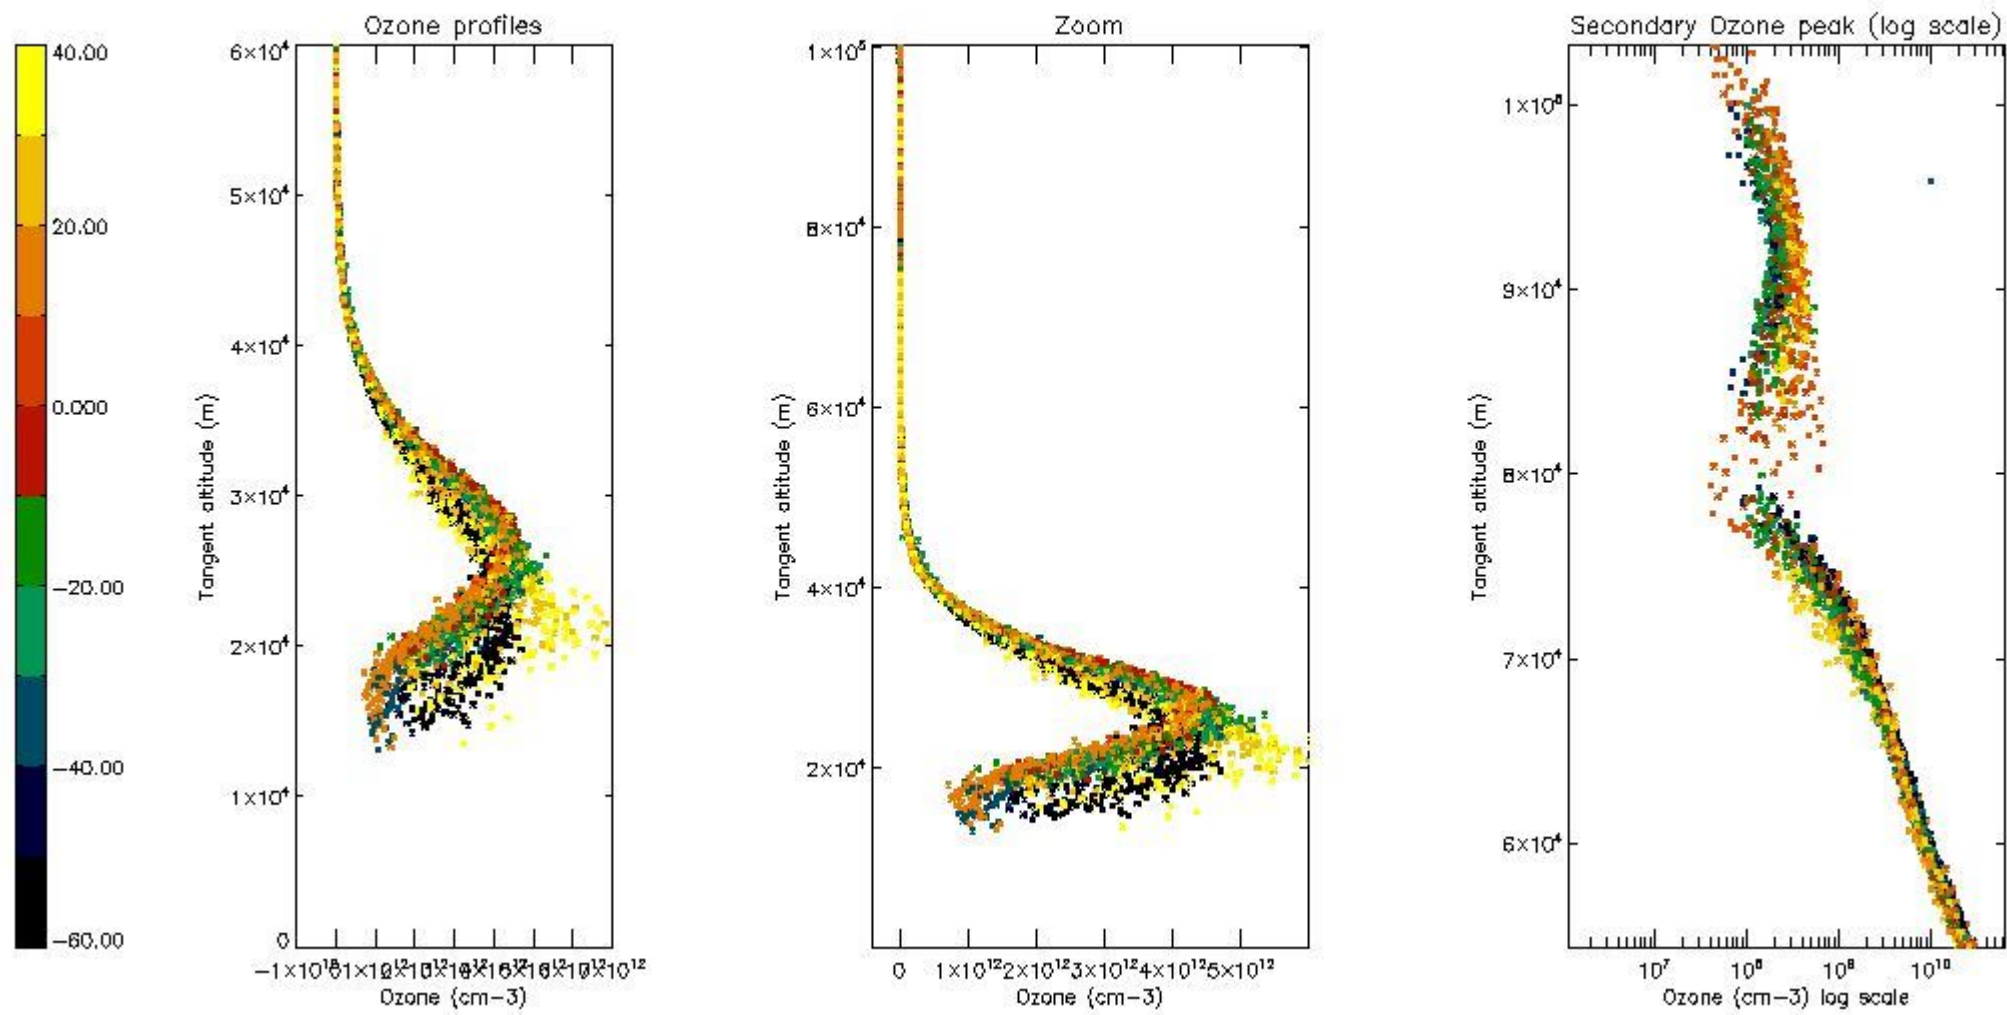 Ozone profiles
Zoom
Secondary Ozone peak (log scale)
40.00
20.00
0.000
−20.00
−40.00
−60.00
6×10⁴
5×10⁴
4×10⁴
3×10⁴
2×10⁴
1×10⁴
0
Tangent altitude (m)
Ozone (cm−3)
1×10⁵
8×10⁴
6×10⁴
4×10⁴
2×10⁴
Tangent altitude (m)
0 1×10¹² 2×10¹² 3×10¹² 4×10¹² 5×10¹²
Ozone (cm−3)
9×10⁴
8×10⁴
7×10⁴
6×10⁴
Tangent altitude (m)
10⁷ 10⁸ 10⁹ 10¹⁰
Ozone (cm−3) log scale